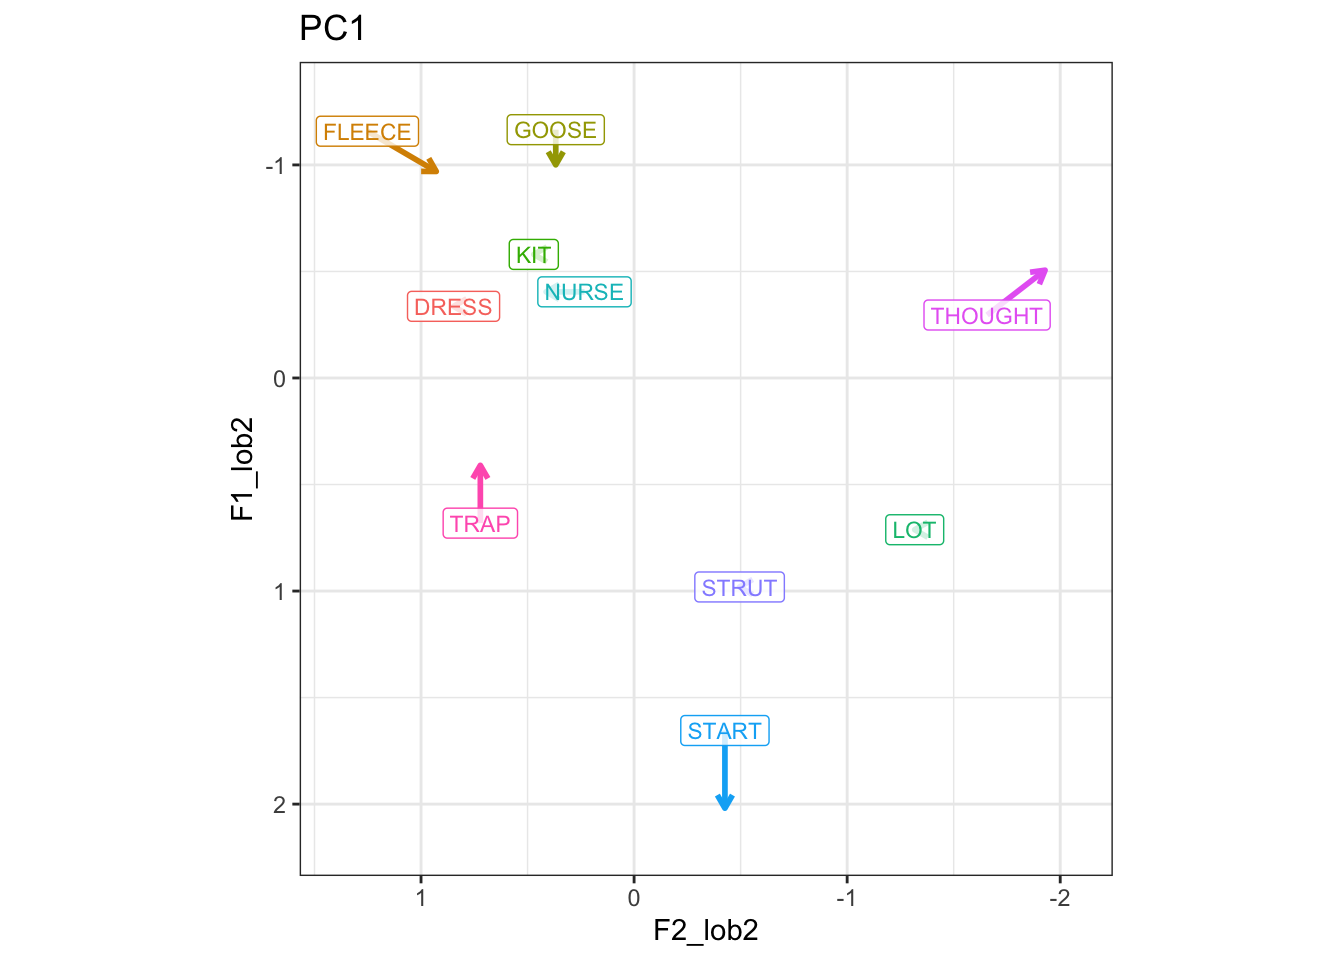 PC1
FLEECE
GOOSE
-1
KIT
NURSE
DRESS
THOUGHT
0
F1_lob2
TRAP
LOT
STRUT
1
START
2
1
0
-1
-2
F2_lob2